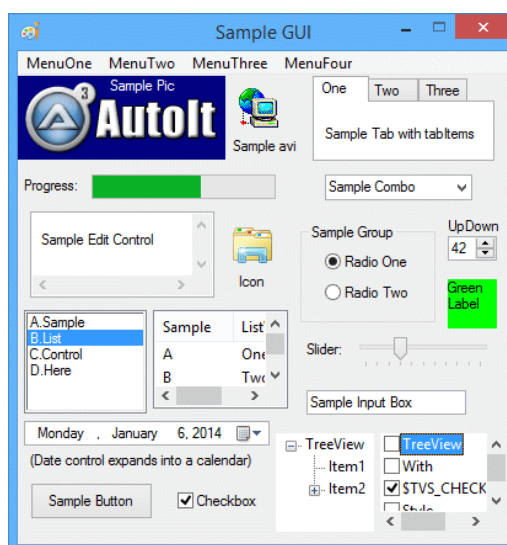 Sample GUI
MenuOne MenuTwo MenuThree MenuFour
Sample Pic
3
AutoIt
Sample avi
One Two Three
Sample Tab with tabItems
Progress:
Sample Combo
Sample Edit Control
Icon
Sample Group
Radio One
Radio Two
UpDown
42
Green
Label
A.Sample
B.List
C.Control
D.Here
Sample List
A One
B Two
Slider:
Sample Input Box
Monday , January 6, 2014
(Date control expands into a calendar)
Sample Button
Checkbox
TreeView
Item1
Item2
TreeView
With
$TVS_CHECK
Style